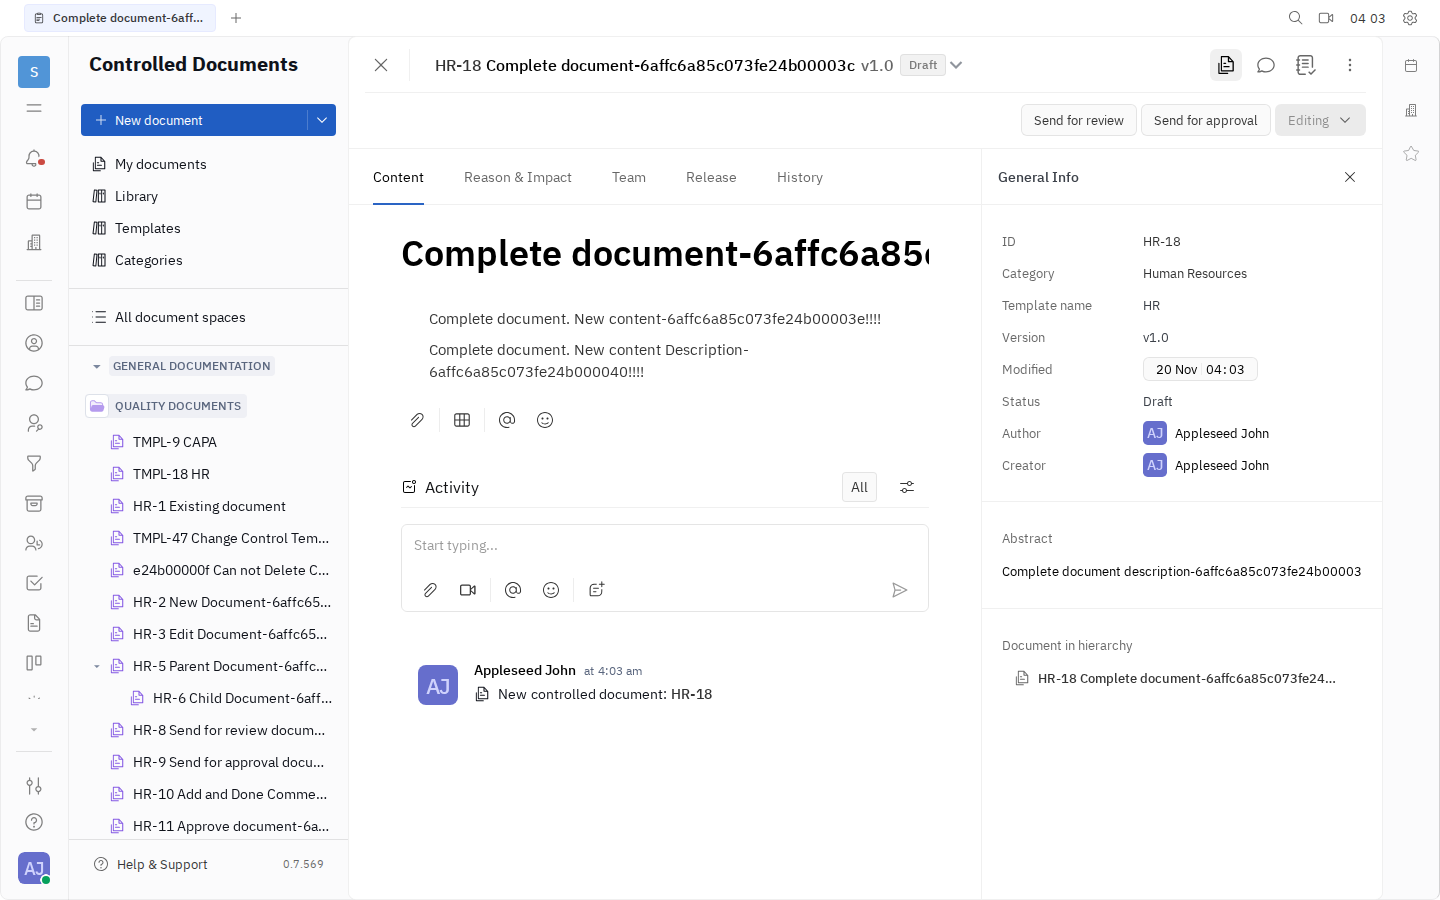 Complete document-6aff...
04 03
S
Controlled Documents
New document
My documents
Library
Templates
Categories
All document spaces
GENERAL DOCUMENTATION
QUALITY DOCUMENTS
TMPL-9 CAPA
TMPL-18 HR
HR-1 Existing document
TMPL-47 Change Control Tem...
e24b00000f Can not Delete C...
HR-2 New Document-6affc65...
HR-3 Edit Document-6affc65...
HR-5 Parent Document-6affc...
HR-6 Child Document-6aff...
HR-8 Send for review docum...
HR-9 Send for approval docu...
HR-10 Add and Done Comme...
HR-11 Approve document-6a...
Help & Support
0.7.569
AJ
HR-18 Complete document-6affc6a85c073fe24b00003c v1.0 Draft
Send for review
Send for approval
Editing
Content
Reason & Impact
Team
Release
History
Complete document-6affc6a85c
Complete document. New content-6affc6a85c073fe24b00003e!!!!
Complete document. New content Description-
6affc6a85c073fe24b000040!!!!
Activity
All
Start typing...
AJ
Appleseed John at 4:03 am
New controlled document: HR-18
General Info
ID HR-18
Category Human Resources
Template name HR
Version v1.0
Modified 20 Nov 04:03
Status Draft
Author AJ Appleseed John
Creator AJ Appleseed John
Abstract
Complete document description-6affc6a85c073fe24b00003
Document in hierarchy
HR-18 Complete document-6affc6a85c073fe24...